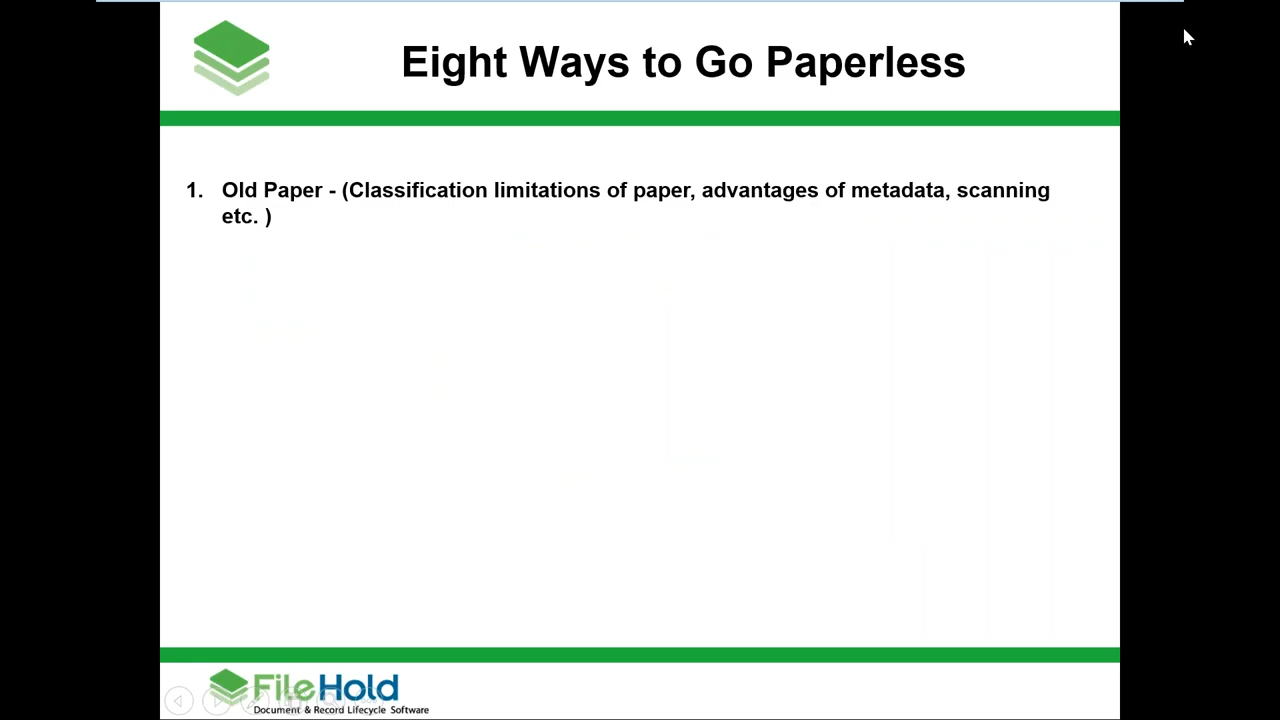 Eight Ways to Go Paperless
1. Old Paper - (Classification limitations of paper, advantages of metadata, scanning
etc. )
FileHold
Document & Record Lifecycle Software